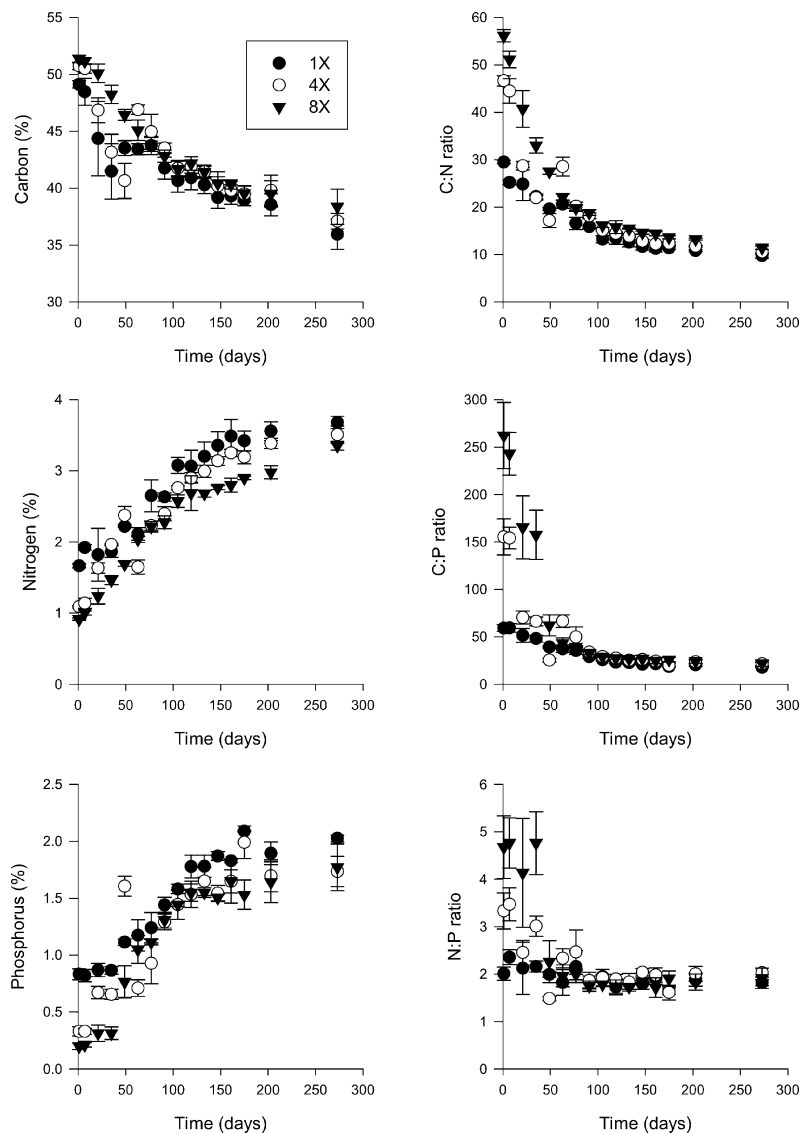 55
50
45
40
35
30
Carbon (%)
1X
4X
8X
0 50 100 150 200 250 300
Time (days)
60
50
40
30
20
10
0
C:N ratio
0 50 100 150 200 250 300
Time (days)
4
3
2
1
0
Nitrogen (%)
0 50 100 150 200 250 300
Time (days)
300
250
200
150
100
50
0
C:P ratio
0 50 100 150 200 250 300
Time (days)
2.5
2.0
1.5
1.0
0.5
0.0
Phosphorus (%)
0 50 100 150 200 250 300
Time (days)
6
5
4
3
2
1
0
N:P ratio
0 50 100 150 200 250 300
Time (days)